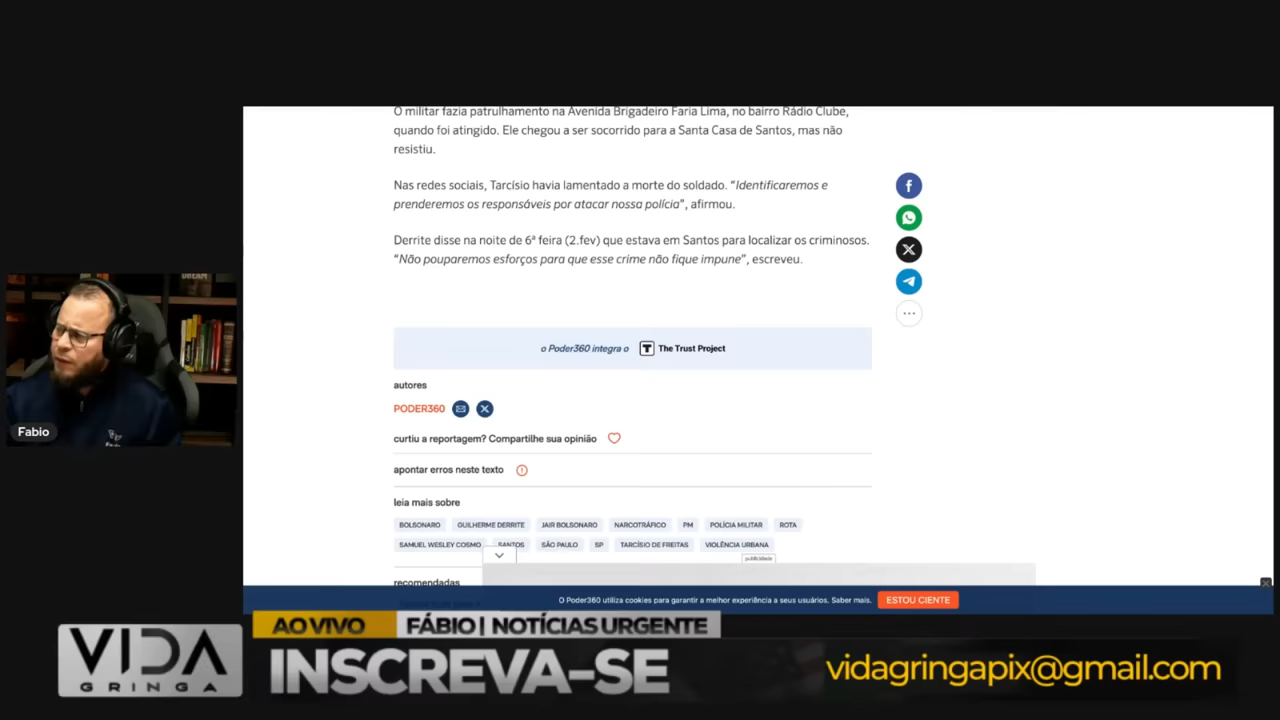 O militar fazia patrulhamento na Avenida Brigadeiro Faria Lima, no bairro Rádio Clube,
quando foi atingido. Ele chegou a ser socorrido para a Santa Casa de Santos, mas não
resistiu.
Nas redes sociais, Tarcísio havia lamentado a morte do soldado. “Identificaremos e
prenderemos os responsáveis por atacar nossa polícia”, afirmou.
Derrite disse na noite de 6ª feira (2.fev) que estava em Santos para localizar os criminosos.
“Não pouparemos esforços para que esse crime não fique impune”, escreveu.
o Poder360 integra o T The Trust Project
autores
PODER360
curtiu a reportagem? Compartilhe sua opinião
apontar erros neste texto
leia mais sobre
BOLSONARO GUILHERME DERRITE JAIR BOLSONARO NARCOTRÁFICO PM POLÍCIA MILITAR ROTA
SAMUEL WESLEY COSMO SANTOS SÃO PAULO SP TARCÍSIO DE FREITAS VIOLÊNCIA URBANA
publicidade
recomendadas
O Poder360 utiliza cookies para garantir a melhor experiência a seus usuários. Saber mais. ESTOU CIENTE
Fabio
AO VIVO FÁBIO | NOTÍCIAS URGENTE
VIDA
GRINGA
INSCREVA-SE
vidagringapix@gmail.com